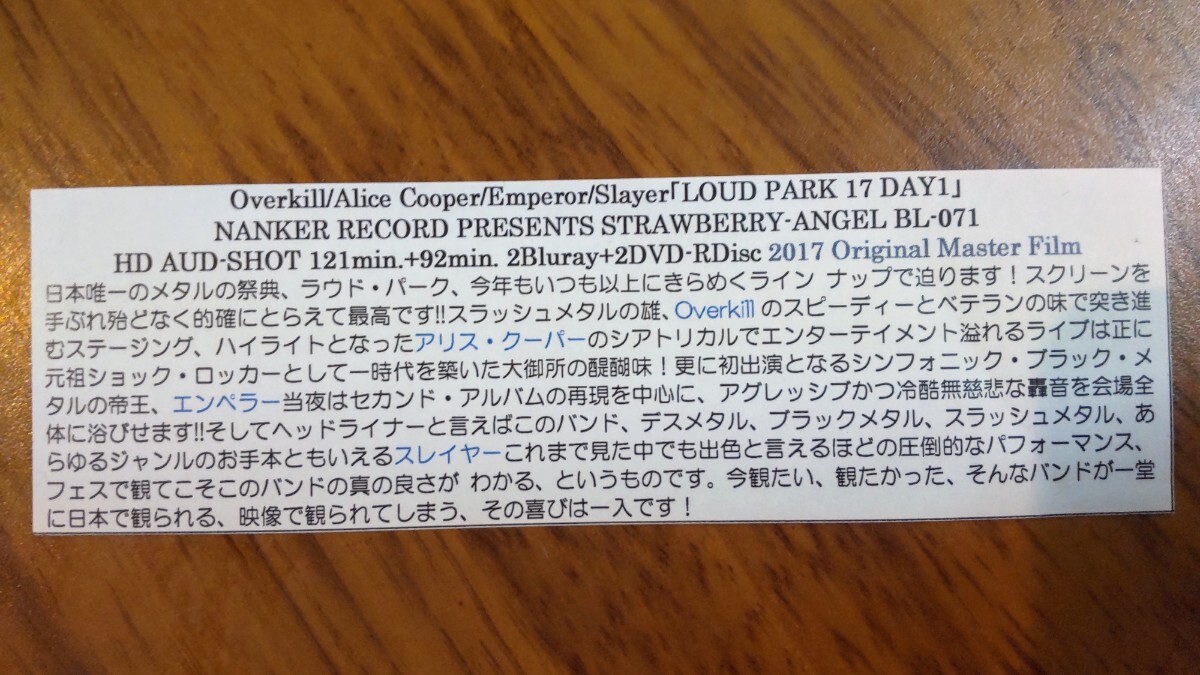 Overkill/Alice Cooper/Emperor/Slayer「LOUD PARK 17 DAY1」
NANKER RECORD PRESENTS STRAWBERRY-ANGEL BL-071
HD AUD-SHOT 121min.+92min. 2Bluray+2DVD-RDisc 2017 Original Master Film
日本唯一のメタルの祭典、ラウド・パーク、今年もいつも以上にきらめくライン ナップで迫ります！スクリーンを
手ぶれ殆どなく的確にとらえて最高です!!スラッシュメタルの雄、Overkill のスピーディーとベテランの味で突き進
むステージング、ハイライトとなったアリス・クーパーのシアトリカルでエンターテイメント溢れるライブは正に
元祖ショック・ロッカーとして一時代を築いた大御所の醍醐味！更に初出演となるシンフォニック・ブラック・メ
タルの帝王、エンペラー当夜はセカンド・アルバムの再現を中心に、アグレッシブかつ冷酷無慈悲な轟音を会場全
体に浴びせます!!そしてヘッドライナーと言えばこのバンド、デスメタル、ブラックメタル、スラッシュメタル、あ
らゆるジャンルのお手本ともいえるスレイヤーこれまで見た中でも出色と言えるほどの圧倒的なパフォーマンス、
フェスで観てこそこのバンドの真の良さが わかる、というものです。今観たい、観たかった、そんなバンドが一堂
に日本で観られる、映像で観られてしまう、その喜びは一入です！